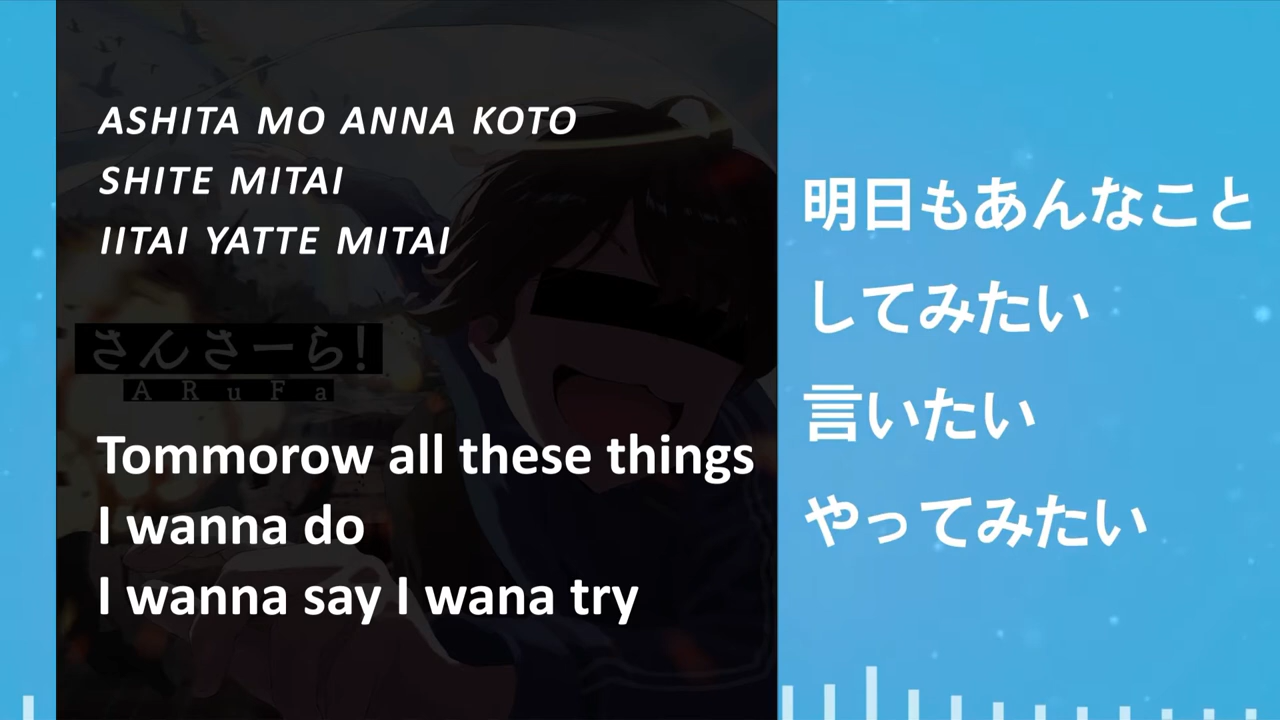 ASHITA MO ANNA KOTO
SHITE MITAI
IITAI YATTE MITAI
さんさーら!
ARuFa
Tommorow all these things
I wanna do
I wanna say I wana try
明日もあんなこと
してみたい
言いたい
やってみたい